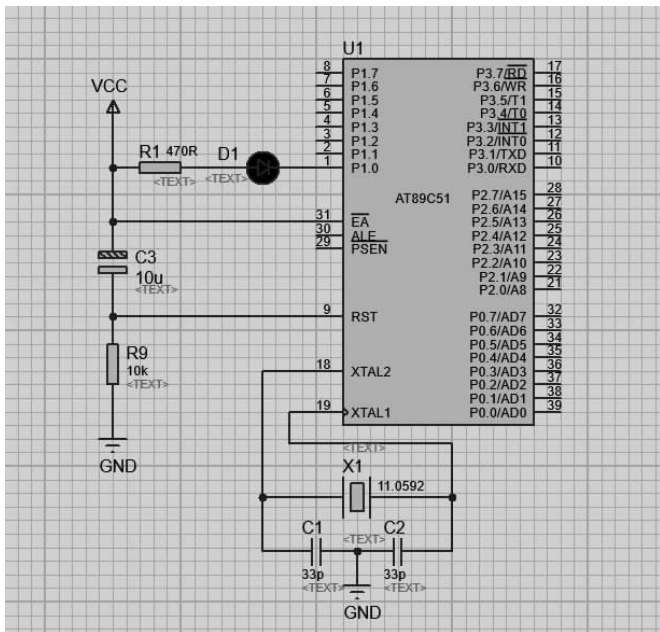 U1
VCC
8 P1.7 P3.7/RD 17
7 P1.6 P3.6/WR 16
6 P1.5 P3.5/T1 15
5 P1.4 P3.4/T0 14
4 P1.3 P3.3/INT1 13
3 P1.2 P3.2/INT0 12
2 P1.1 P3.1/TXD 11
R1 470R D1 1 P1.0 P3.0/RXD 10
<TEXT> <TEXT>
AT89C51
P2.7/A15 28
P2.6/A14 27
31 EA P2.5/A13 26
30 ALE P2.4/A12 25
29 PSEN P2.3/A11 24
P2.2/A10 23
P2.1/A9 22
P2.0/A8 21
C3
10u
<TEXT>
9 RST P0.7/AD7 32
P0.6/AD6 33
P0.5/AD5 34
P0.4/AD4 35
18 XTAL2 P0.3/AD3 36
P0.2/AD2 37
P0.1/AD1 38
19 XTAL1 P0.0/AD0 39
R9
10k
<TEXT>
GND
<TEXT>
X1
11.0592
<TEXT>
C1 C2
33p 33p
<TEXT> <TEXT>
GND